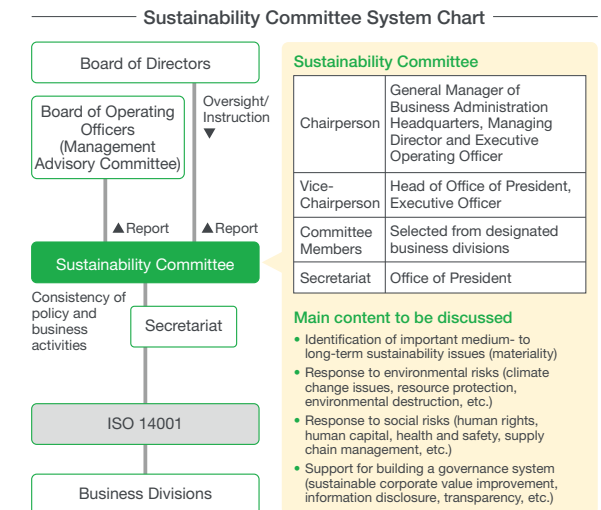 Sustainability Committee System Chart
Board of Directors
Board of Operating
Officers
(Management
Advisory Committee)
Oversight/
Instruction
▼
▲Report
▲Report
Sustainability Committee
Consistency of
policy and
business
activities
Secretariat
ISO 14001
Business Divisions
Sustainability Committee
Chairperson
General Manager of
Business Administration
Headquarters, Managing
Director and Executive
Operating Officer
Vice-
Chairperson
Head of Office of President,
Executive Officer
Committee
Members
Selected from designated
business divisions
Secretariat
Office of President
Main content to be discussed
• Identification of important medium- to
long-term sustainability issues (materiality)
• Response to environmental risks (climate
change issues, resource protection,
environmental destruction, etc.)
• Response to social risks (human rights,
human capital, health and safety, supply
chain management, etc.)
• Support for building a governance system
(sustainable corporate value improvement,
information disclosure, transparency, etc.)